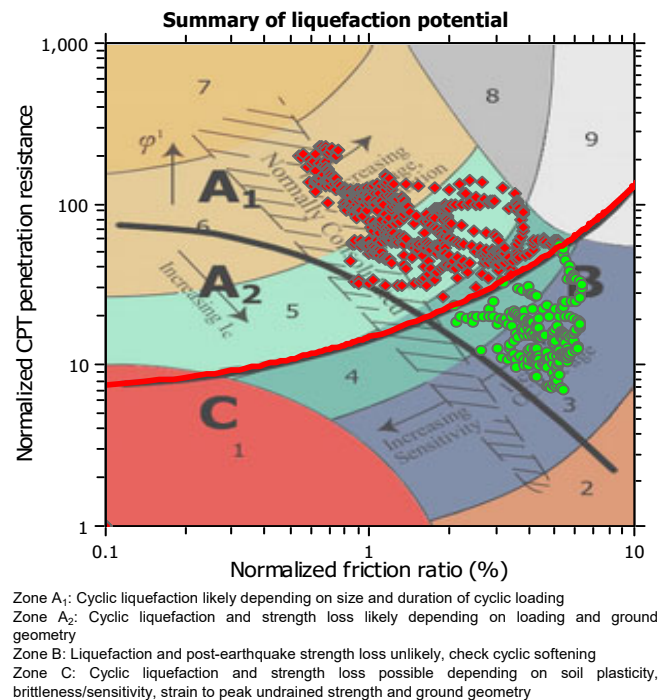 Summary of liquefaction potential
1,000
100
10
1
Normalized CPT penetration resistance
7
8
9
φ¹
A₁
Normally Consolidated
6
A₂
Increasing Ic
5
B
4
3
C
1
Increasing
Sensitivity
2
0.1
1
10
Normalized friction ratio (%)
Zone A₁: Cyclic liquefaction likely depending on size and duration of cyclic loading
Zone A₂: Cyclic liquefaction and strength loss likely depending on loading and ground
geometry
Zone B: Liquefaction and post-earthquake strength loss unlikely, check cyclic softening
Zone C: Cyclic liquefaction and strength loss possible depending on soil plasticity,
brittleness/sensitivity, strain to peak undrained strength and ground geometry